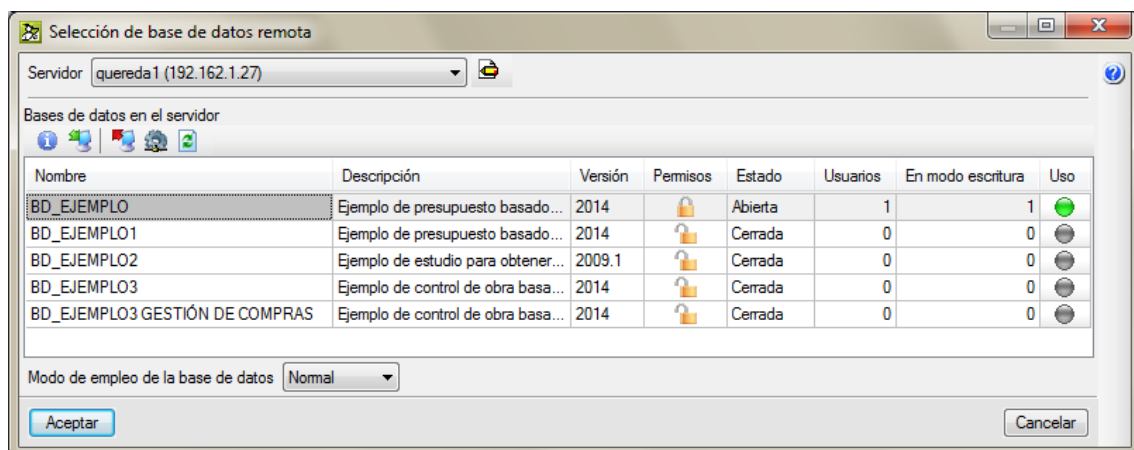 Selección de base de datos remota
Servidor quereda1 (192.162.1.27)
Bases de datos en el servidor
Nombre Descripción Versión Permisos Estado Usuarios En modo escritura Uso
BD_EJEMPLO Ejemplo de presupuesto basado... 2014 Abierta 1 1
BD_EJEMPLO1 Ejemplo de presupuesto basado... 2014 Cerrada 0 0
BD_EJEMPLO2 Ejemplo de estudio para obtener... 2009.1 Cerrada 0 0
BD_EJEMPLO3 Ejemplo de control de obra basa... 2014 Cerrada 0 0
BD_EJEMPLO3 GESTIÓN DE COMPRAS Ejemplo de control de obra basa... 2014 Cerrada 0 0
Modo de empleo de la base de datos Normal
Aceptar Cancelar